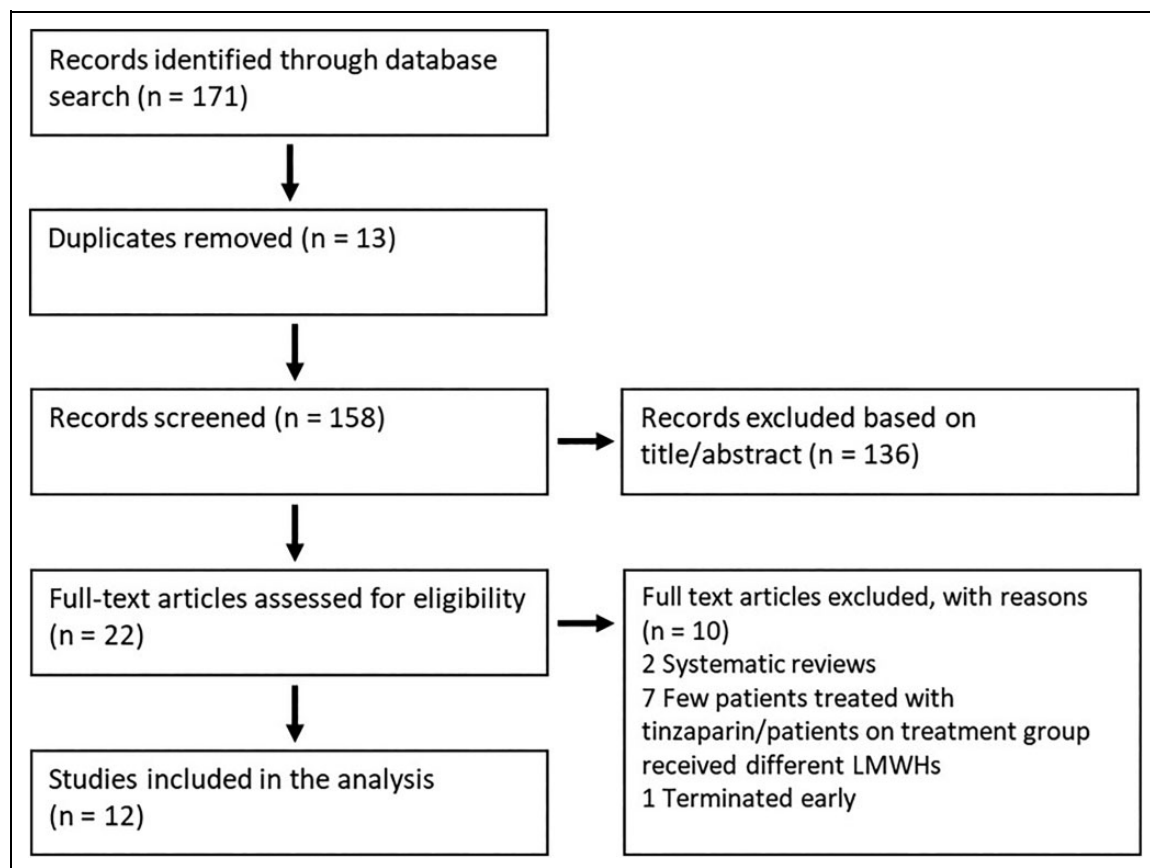 Records identified through database
search (n = 171)
Duplicates removed (n = 13)
Records screened (n = 158)
Records excluded based on
title/abstract (n = 136)
Full-text articles assessed for eligibility
(n = 22)
Full text articles excluded, with reasons
(n = 10)
2 Systematic reviews
7 Few patients treated with
tinzaparin/patients on treatment group
received different LMWHs
1 Terminated early
Studies included in the analysis
(n = 12)